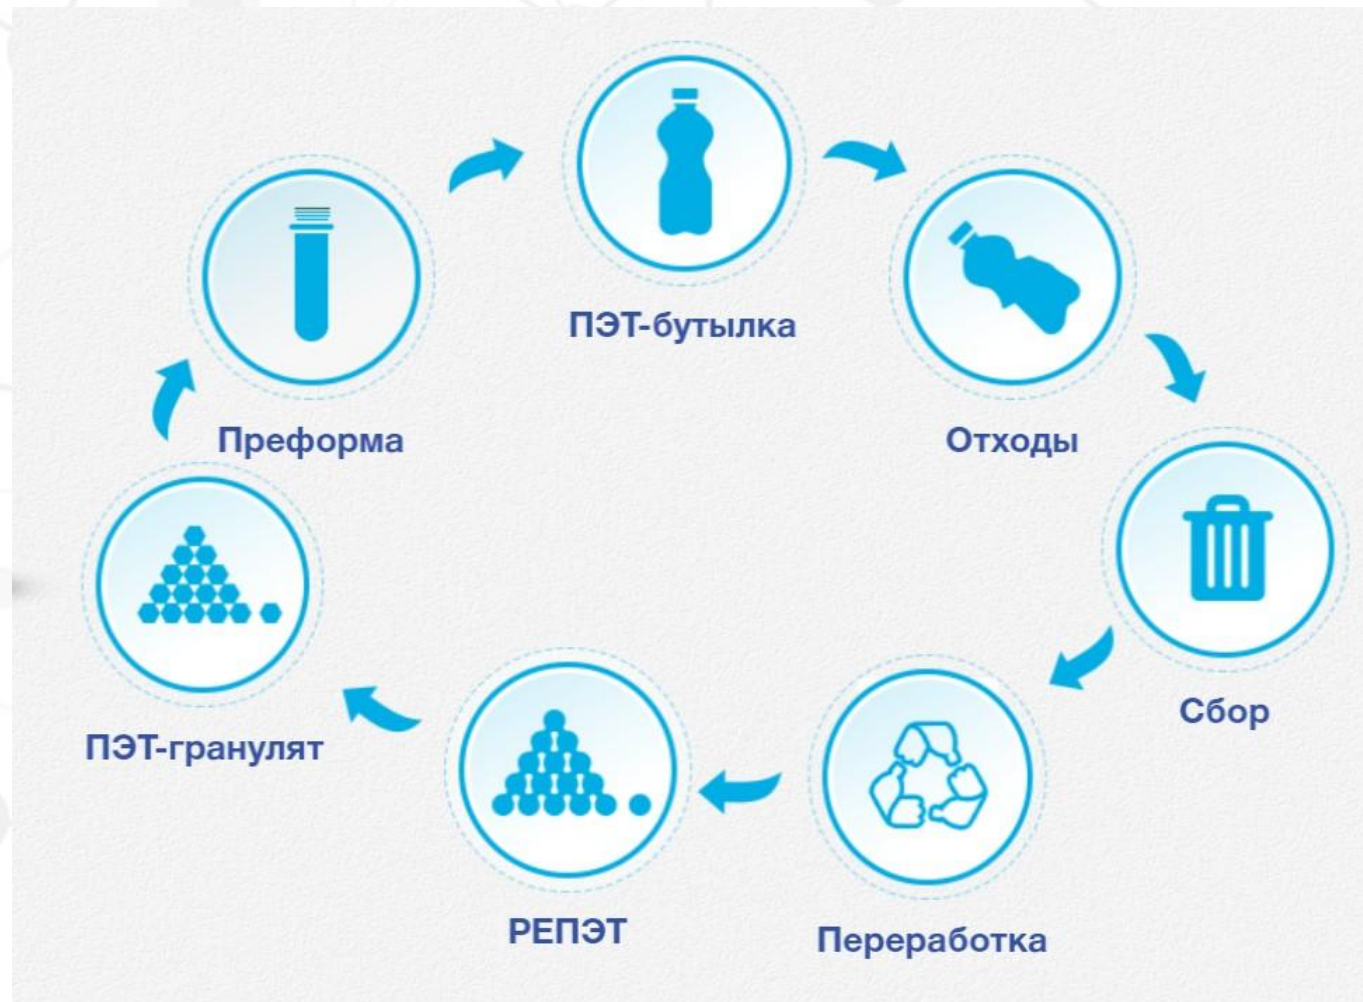 ПЭТ-бутылка
Преформа
Отходы
Сбор
ПЭТ-гранулят
РЕПЭТ
Переработка